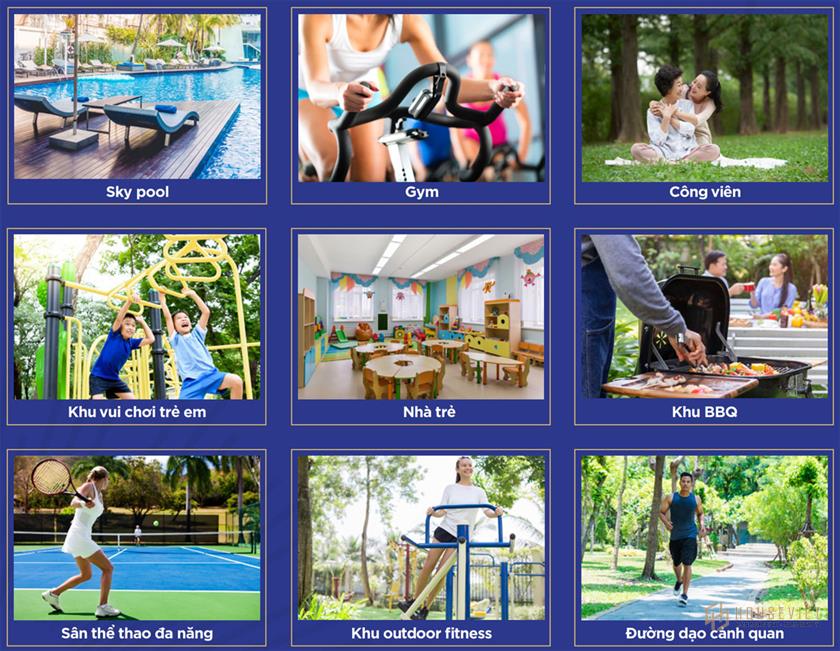 Sky pool
Gym
Công viên
Khu vui chơi trẻ em
Nhà trẻ
Khu BBQ
Sân thể thao đa năng
Khu outdoor fitness
Đường dạo cảnh quan
HOUSEVIET